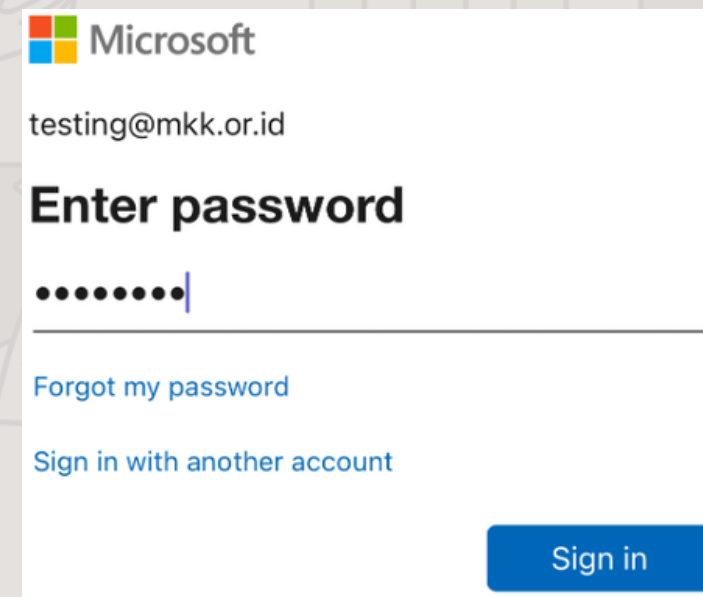 Microsoft
testing@mkk.or.id
Enter password
••••••••
Forgot my password
Sign in with another account
Sign in